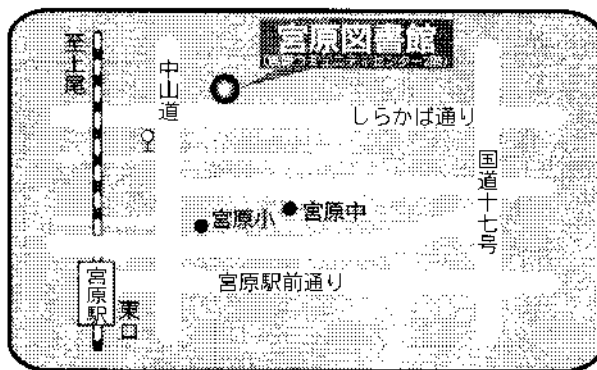 宮原図書館
至上尾
中山道
しらかば通り
国道十七号
宮原小
宮原中
宮原駅前通り
宮原駅
東口